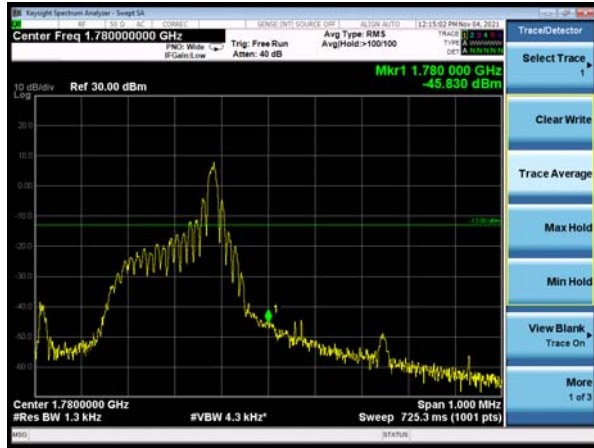 Keysight Spectrum Analyzer - Swept SA
RF 50 Ω AC CORREC SENSE:INT SOURCE OFF ALIGN AUTO 12:15:02 PM Nov 04, 2021
Center Freq 1.780000000 GHz
PNO: Wide
IFGain:Low
Trig: Free Run
Atten: 40 dB
Avg Type: RMS
Avg|Hold:>100/100
TRACE 1 2 3 4 5 6
TYPE
DET A N N N N N
Mkr1 1.780 000 GHz
-45.830 dBm
10 dB/div Ref 30.00 dBm
Log
20.0
10.0
0.00
-10.0
-13.00 dBm
-20.0
-30.0
-40.0
1
-50.0
-60.0
Center 1.7800000 GHz
Span 1.000 MHz
#Res BW 1.3 kHz #VBW 4.3 kHz* Sweep 725.3 ms (1001 pts)
MSG STATUS
Trace/Detector
Select Trace
1
Clear Write
Trace Average
Max Hold
Min Hold
View Blank
Trace On
More
1 of 3